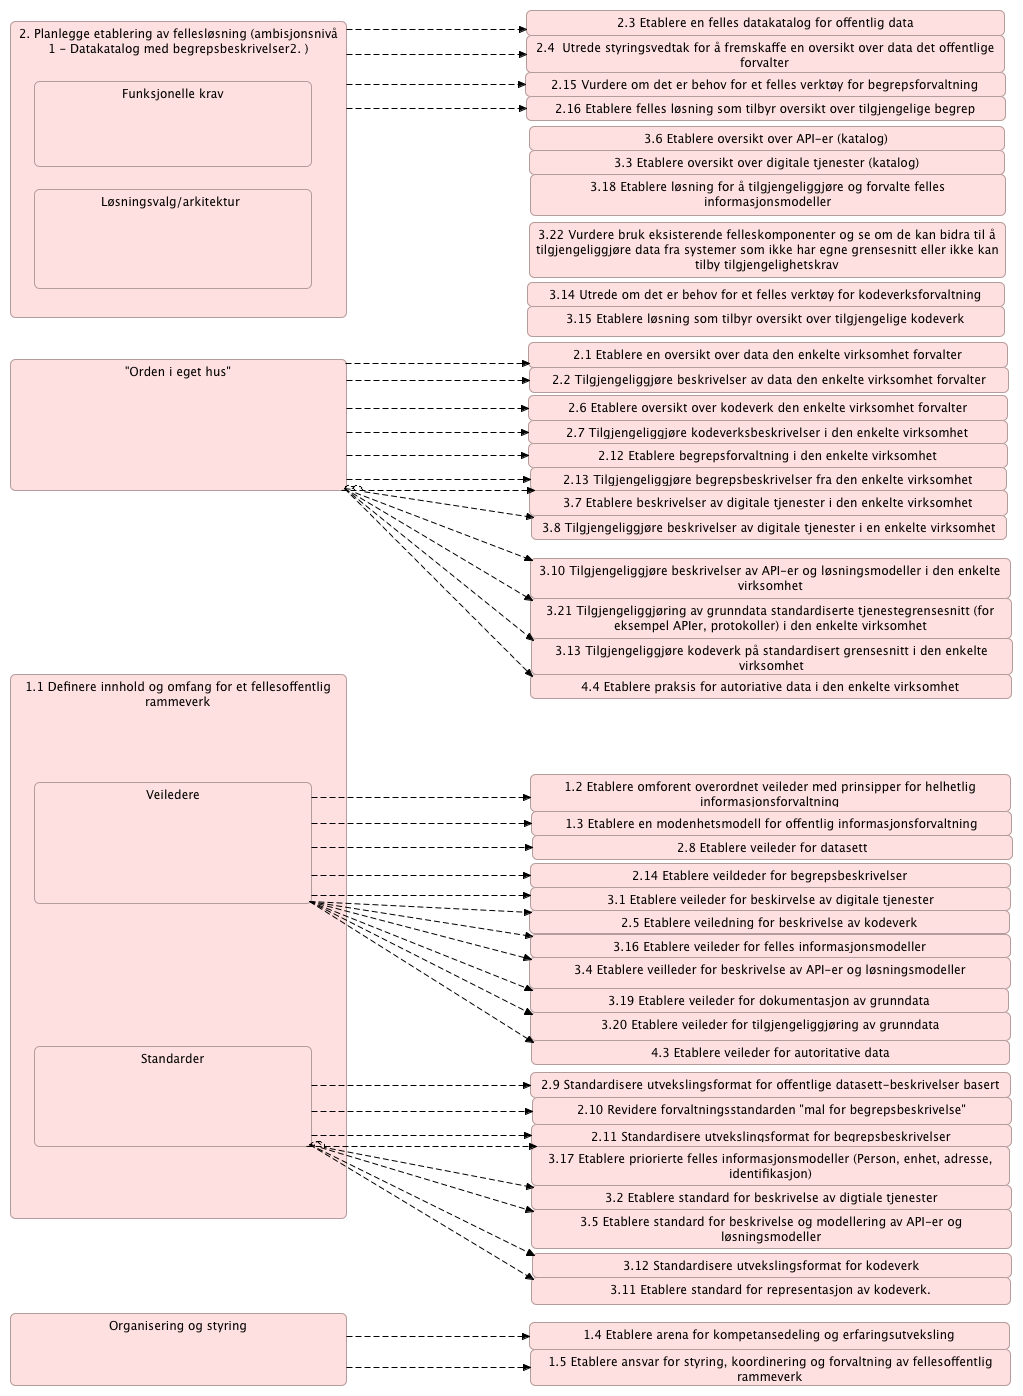 2. Planlegge etablering av fellesløsning (ambisjonsnivå
1 - Datakatalog med begrepsbeskrivelser2. )
Funksjonelle krav
Løsningsvalg/arkitektur
2.3 Etablere en felles datakatalog for offentlig data
2.4  Utrede styringsvedtak for å fremskaffe en oversikt over data det offentlige
forvalter
2.15 Vurdere om det er behov for et felles verktøy for begrepsforvaltning
2.16 Etablere felles løsning som tilbyr oversikt over tilgjengelige begrep
3.6 Etablere oversikt over API-er (katalog)
3.3 Etablere oversikt over digitale tjenester (katalog)
3.18 Etablere løsning for å tilgjengeliggjøre og forvalte felles
informasjonsmodeller
3.22 Vurdere bruk eksisterende felleskomponenter og se om de kan bidra til å
tilgjengeliggjøre data fra systemer som ikke har egne grensesnitt eller ikke kan
tilby tilgjengelighetskrav
3.14 Utrede om det er behov for et felles verktøy for kodeverksforvaltning
3.15 Etablere løsning som tilbyr oversikt over tilgjengelige kodeverk
"Orden i eget hus"
2.1 Etablere en oversikt over data den enkelte virksomhet forvalter
2.2 Tilgjengeliggjøre beskrivelser av data den enkelte virksomhet forvalter
2.6 Etablere oversikt over kodeverk den enkelte virksomhet forvalter
2.7 Tilgjengeliggjøre kodeverksbeskrivelser i den enkelte virksomhet
2.12 Etablere begrepsforvaltning i den enkelte virksomhet
2.13 Tilgjengeliggjøre begrepsbeskrivelser fra den enkelte virksomhet
3.7 Etablere beskrivelser av digitale tjenester i den enkelte virksomhet
3.8 Tilgjengeliggjøre beskrivelser av digitale tjenester i en enkelte virksomhet
3.10 Tilgjengeliggjøre beskrivelser av API-er og løsningsmodeller i den enkelte
virksomhet
3.21 Tilgjengeliggjøring av grunndata standardiserte tjenestegrensesnitt (for
eksempel APIer, protokoller) i den enkelte virksomhet
3.13 Tilgjengeliggjøre kodeverk på standardisert grensesnitt i den enkelte
virksomhet
4.4 Etablere praksis for autoriative data i den enkelte virksomhet
1.1 Definere innhold og omfang for et fellesoffentlig
rammeverk
Veiledere
1.2 Etablere omforent overordnet veileder med prinsipper for helhetlig
informasjonsforvaltning
1.3 Etablere en modenhetsmodell for offentlig informasjonsforvaltning
2.8 Etablere veileder for datasett
2.14 Etablere veildeder for begrepsbeskrivelser
3.1 Etablere veileder for beskirvelse av digitale tjenester
2.5 Etablere veiledning for beskrivelse av kodeverk
3.16 Etablere veileder for felles informasjonsmodeller
3.4 Etablere veilleder for beskrivelse av API-er og løsningsmodeller
3.19 Etablere veileder for dokumentasjon av grunndata
3.20 Etablere veileder for tilgjengeliggjøring av grunndata
4.3 Etablere veileder for autoritative data
Standarder
2.9 Standardisere utvekslingsformat for offentlige datasett-beskrivelser basert
2.10 Revidere forvaltningsstandarden "mal for begrepsbeskrivelse"
2.11 Standardisere utvekslingsformat for begrepsbeskrivelser
3.17 Etablere priorierte felles informasjonsmodeller (Person, enhet, adresse,
identifikasjon)
3.2 Etablere standard for beskrivelse av digtiale tjenester
3.5 Etablere standard for beskrivelse og modellering av API-er og
løsningsmodeller
3.12 Standardisere utvekslingsformat for kodeverk
3.11 Etablere standard for representasjon av kodeverk.
Organisering og styring
1.4 Etablere arena for kompetansedeling og erfaringsutveksling
1.5 Etablere ansvar for styring, koordinering og forvaltning av fellesoffentlig
rammeverk